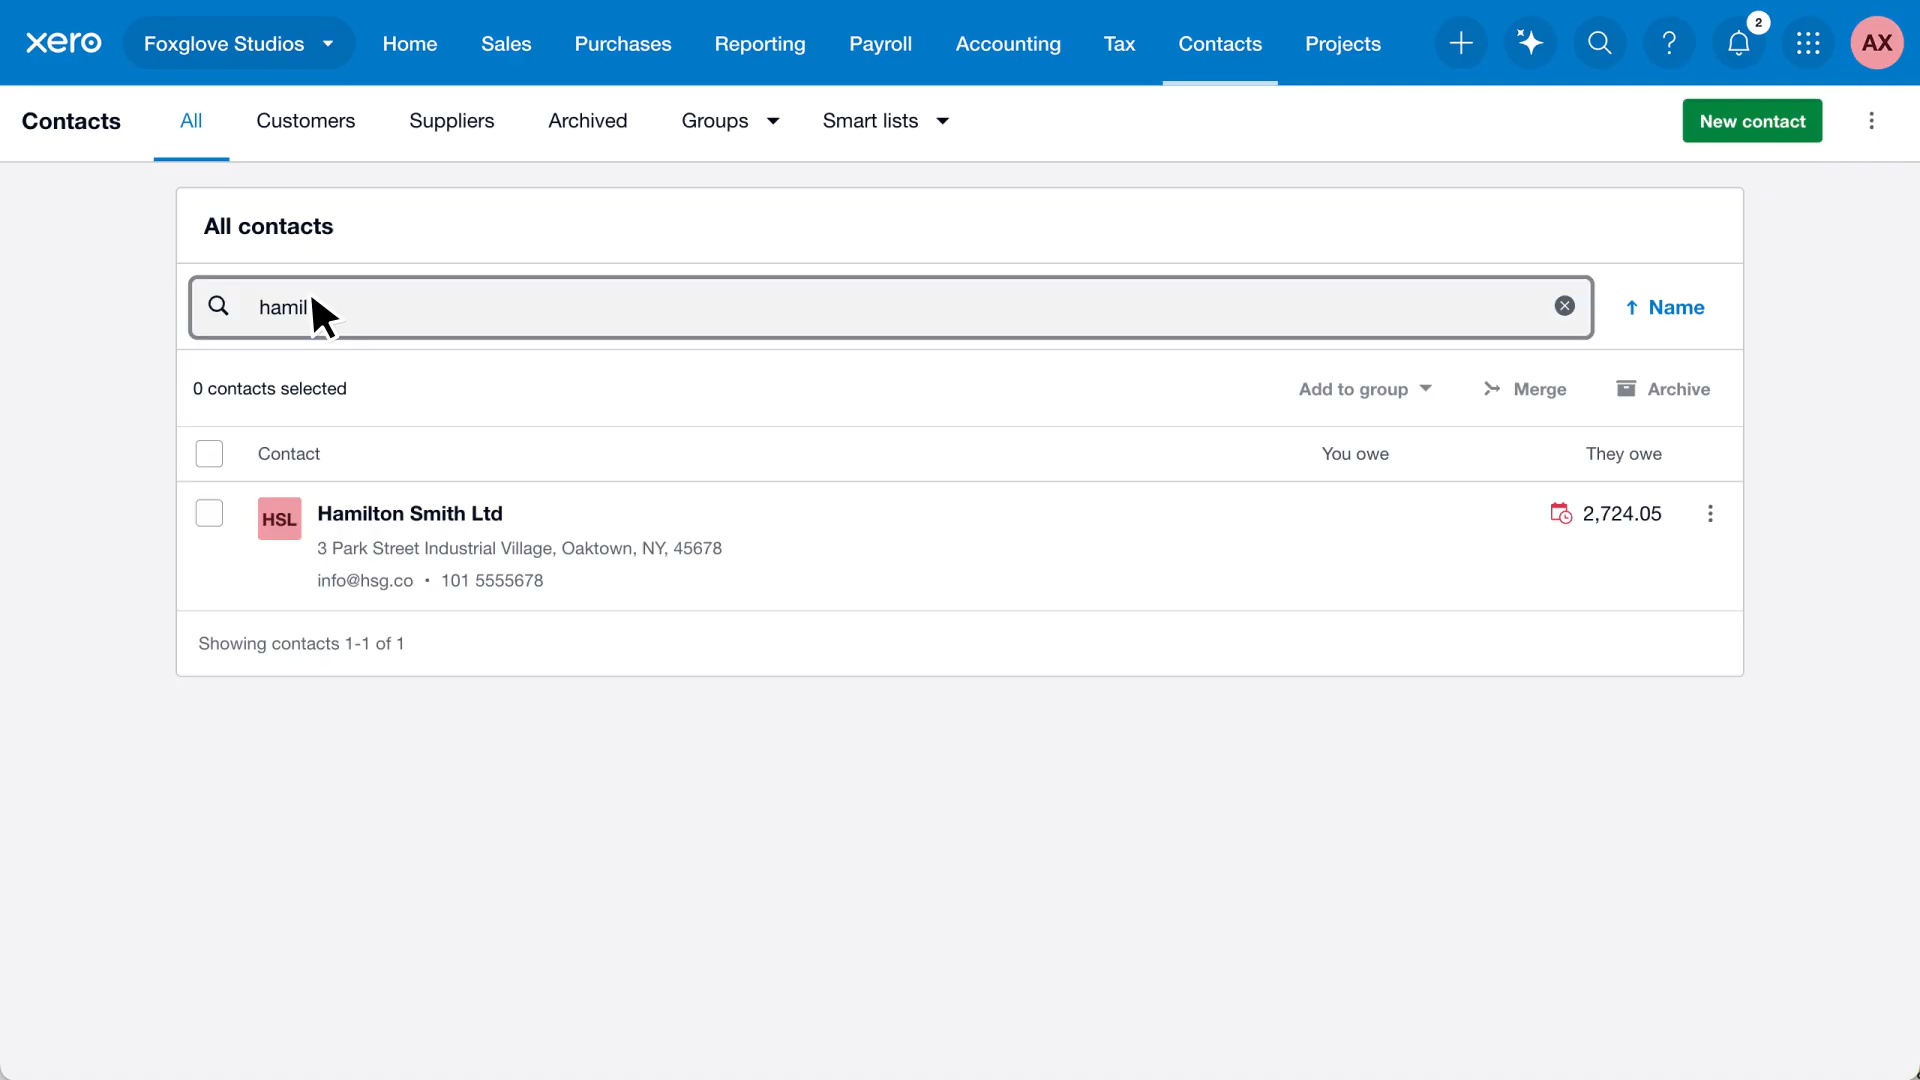 xero
Foxglove Studios
Home
Sales
Purchases
Reporting
Payroll
Accounting
Tax
Contacts
Projects
2
AX
Contacts
All
Customers
Suppliers
Archived
Groups
Smart lists
New contact
All contacts
hamil
Name
0 contacts selected
Add to group
Merge
Archive
Contact
You owe
They owe
HSL
Hamilton Smith Ltd
2,724.05
3 Park Street Industrial Village, Oaktown, NY, 45678
info@hsg.co • 101 5555678
Showing contacts 1-1 of 1